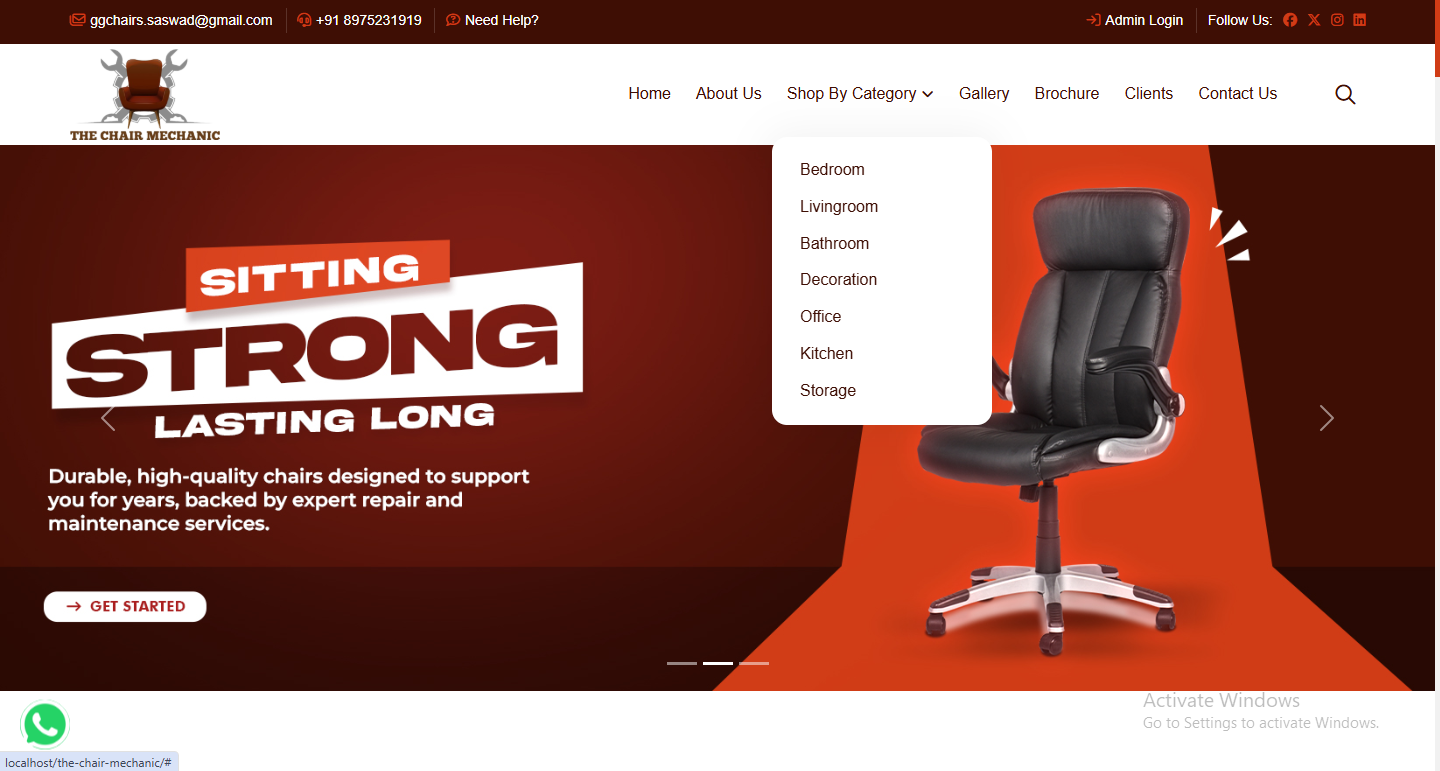 ggchairs.saswad@gmail.com +91 8975231919 Need Help? Admin Login Follow Us:
THE CHAIR MECHANIC
Home About Us Shop By Category Gallery Brochure Clients Contact Us
Bedroom
Livingroom
Bathroom
Decoration
Office
Kitchen
Storage
SITTING
STRONG
LASTING LONG
Durable, high-quality chairs designed to support
you for years, backed by expert repair and
maintenance services.
→ GET STARTED
Activate Windows
Go to Settings to activate Windows.
localhost/the-chair-mechanic/#